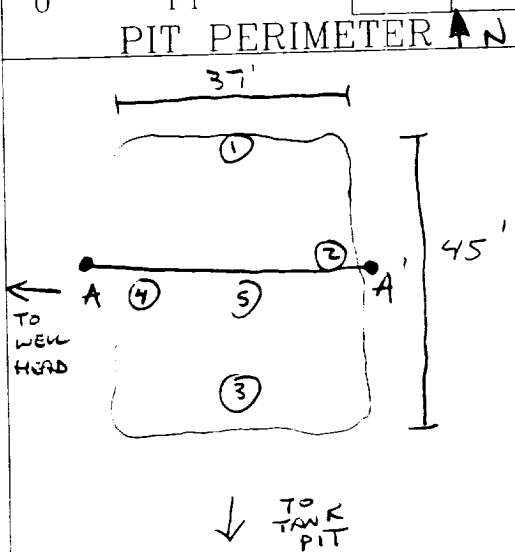 PIT PERIMETER N
37'
①
45'
②
A ④ ⑤ A'
TO
WELL
HEAD
③
TO
TANK
PIT